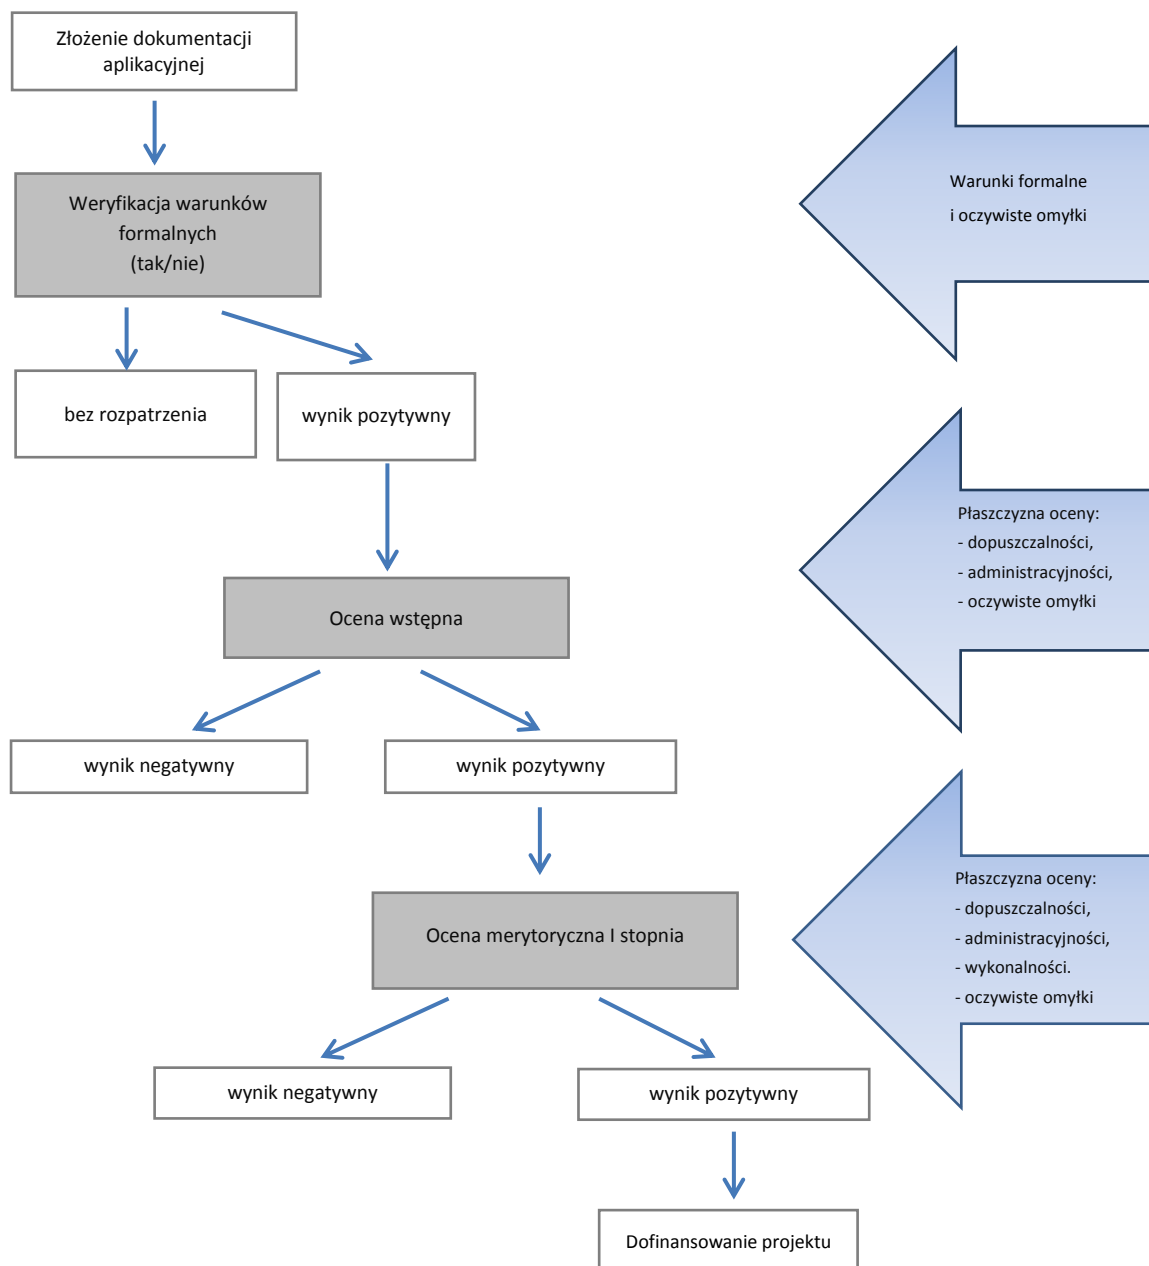 Złożenie dokumentacji
aplikacyjnej
Warunki formalne
i oczywiste omyłki
Weryfikacja warunków
formalnych
(tak/nie)
bez rozpatrzenia
wynik pozytywny
Płaszczyzna oceny:
- dopuszczalności,
- administracyjności,
- oczywiste omyłki
Ocena wstępna
wynik negatywny
wynik pozytywny
Płaszczyzna oceny:
- dopuszczalności,
- administracyjności,
- wykonalności.
- oczywiste omyłki
Ocena merytoryczna I stopnia
wynik negatywny
wynik pozytywny
Dofinansowanie projektu